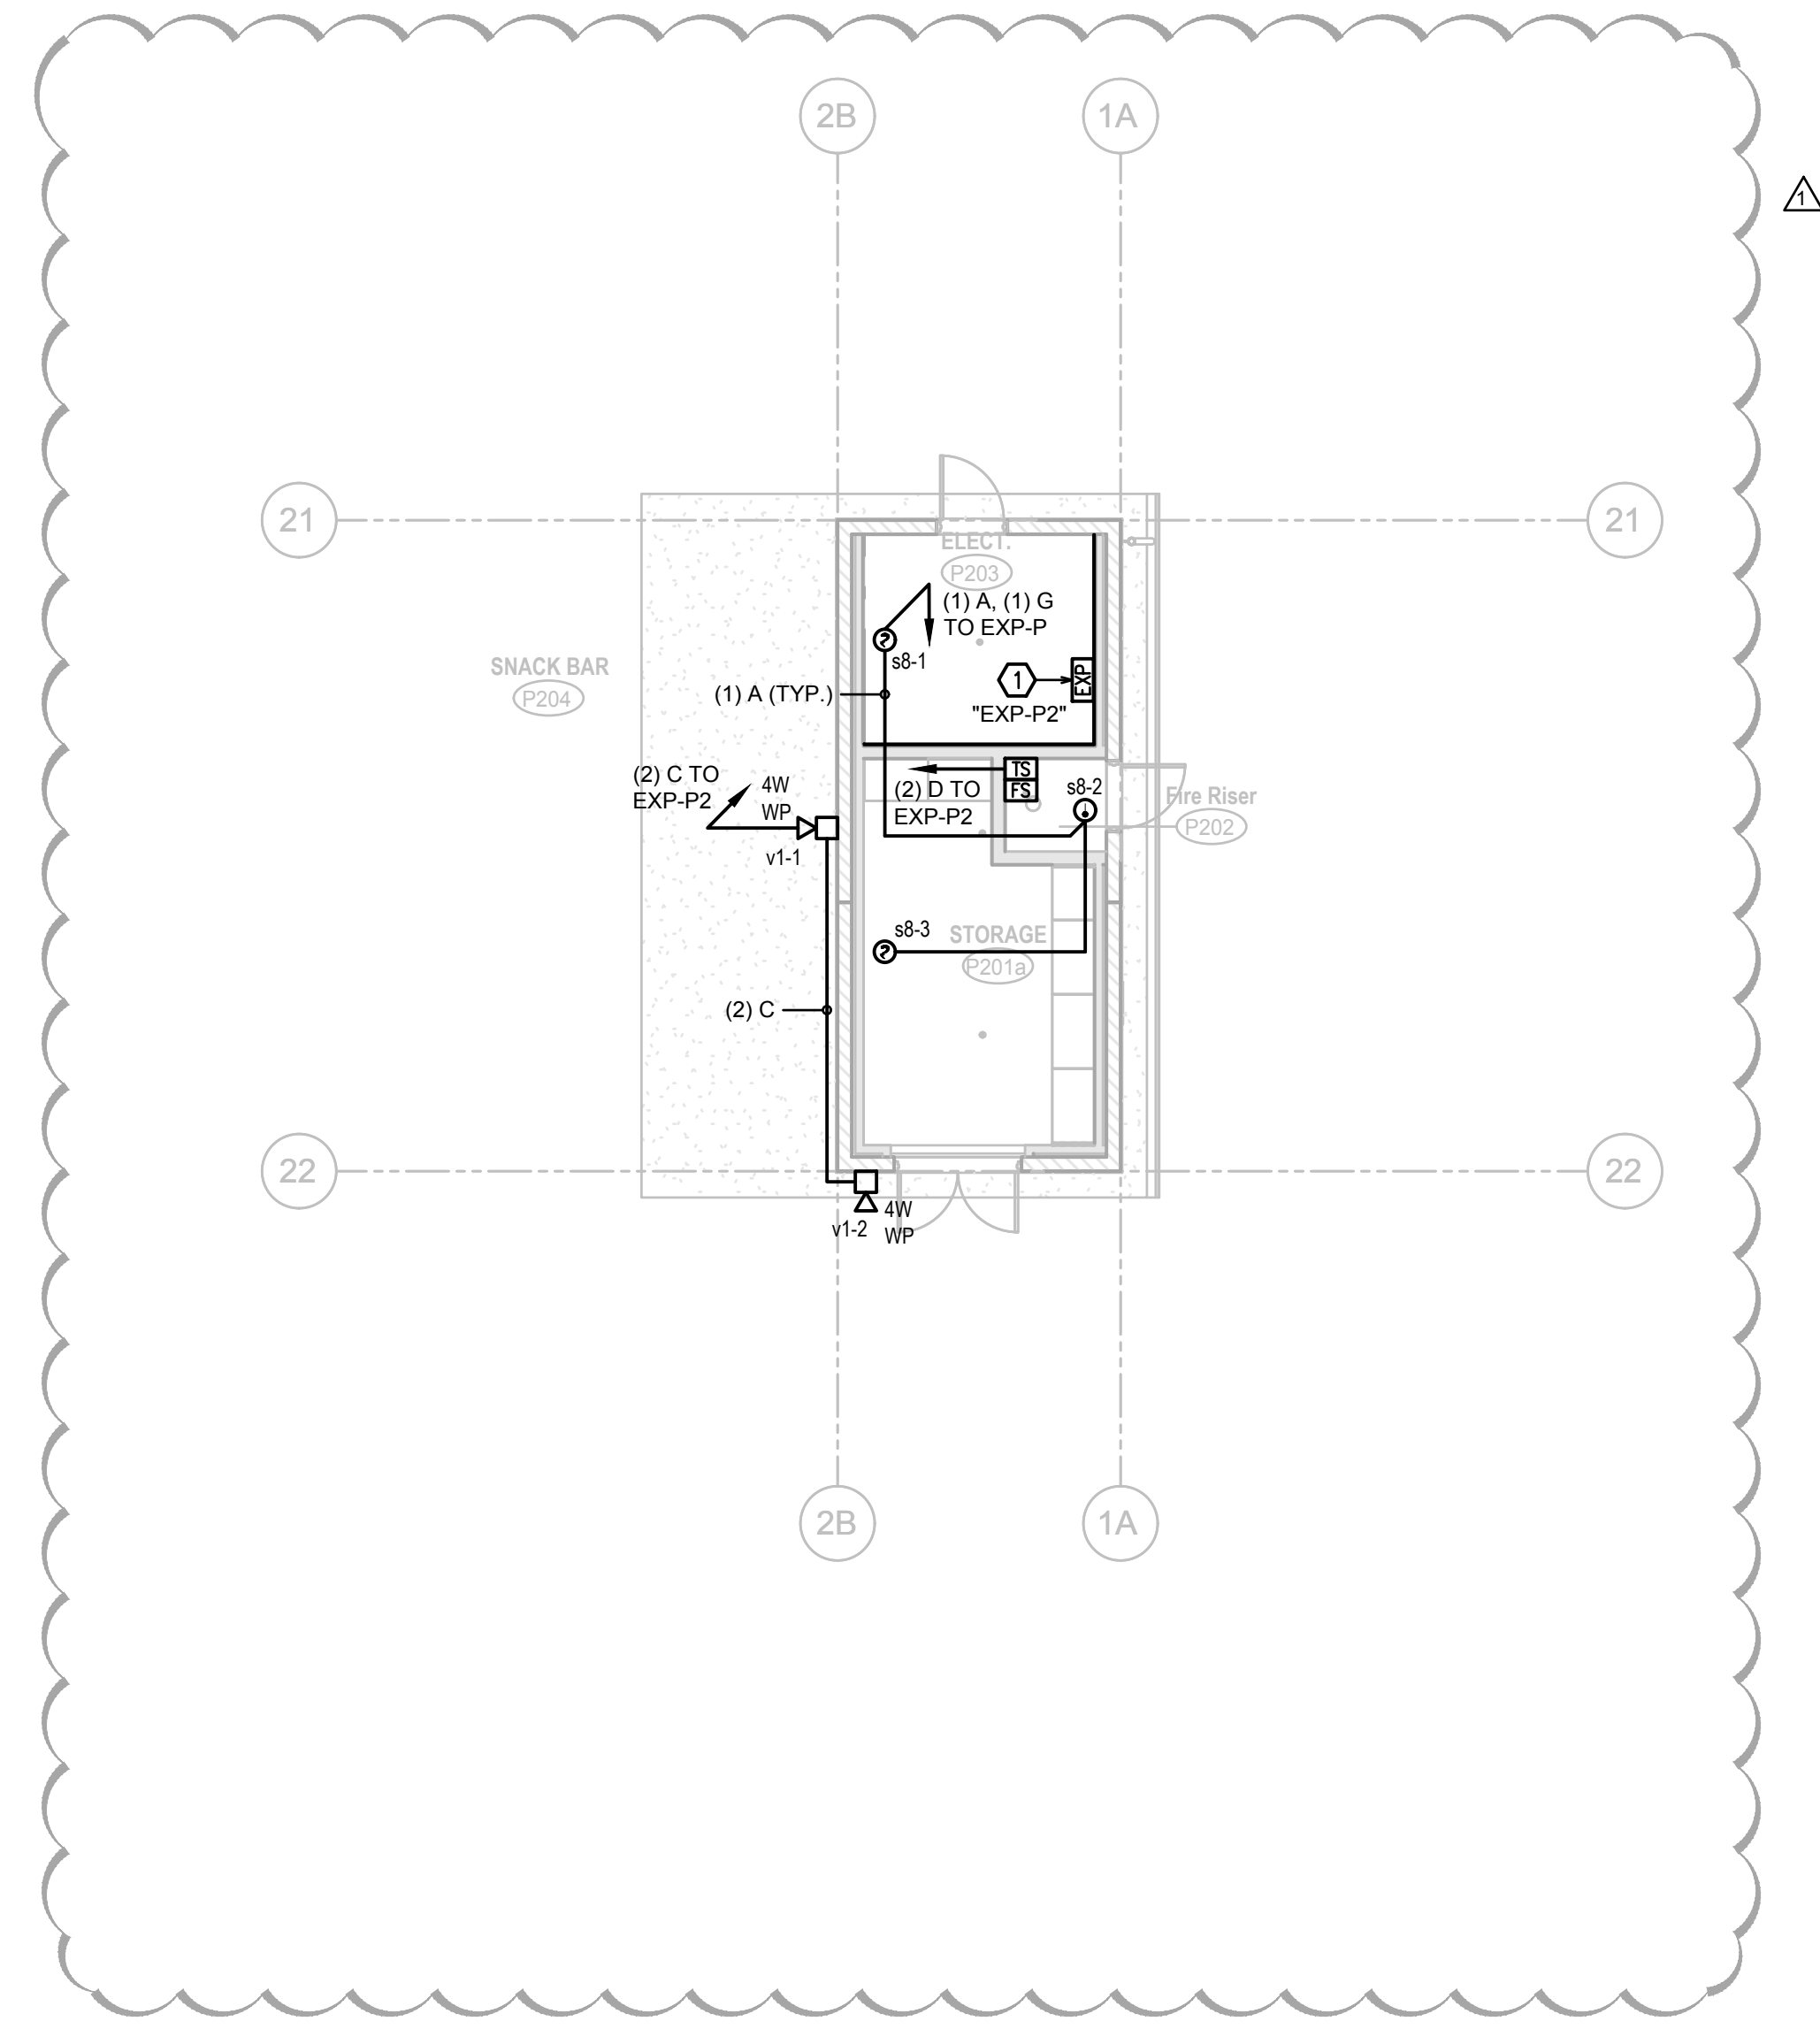 2B
1A
1
21
21
ELECT.
P203
(1) A, (1) G
TO EXP-P
s8-1
SNACK BAR
P204
(1) A (TYP.)
1
EXP
"EXP-P2"
(2) C TO
EXP-P2
4W
WP
v1-1
TS
FS
(2) D TO
EXP-P2
s8-2
Fire Riser
P202
s8-3
STORAGE
P201a
(2) C
22
22
v1-2
4W
WP
2B
1A